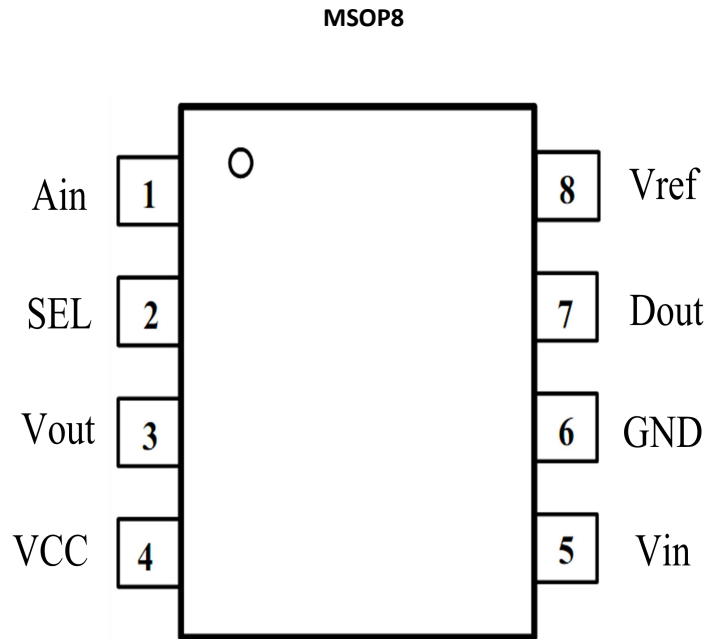 MSOP8
Ain 1 8 Vref
SEL 2 7 Dout
Vout 3 6 GND
VCC 4 5 Vin